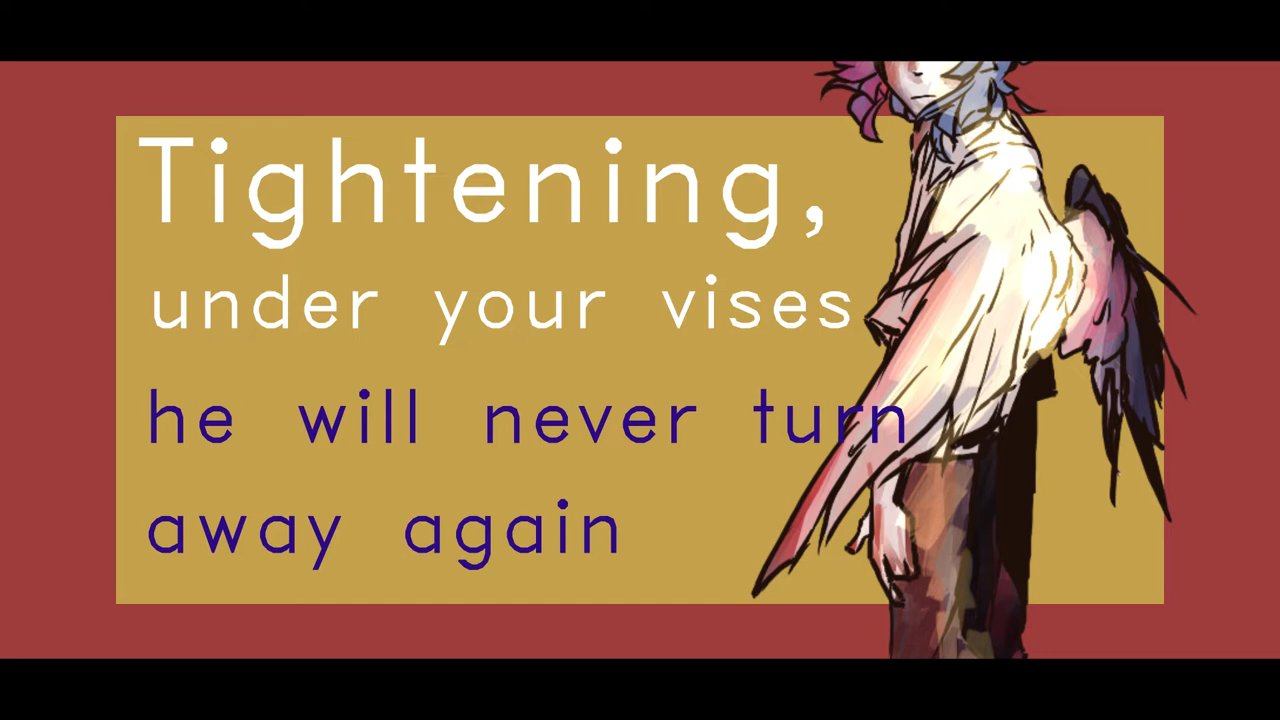 Tightening,
under your vises
he will never turn
away again